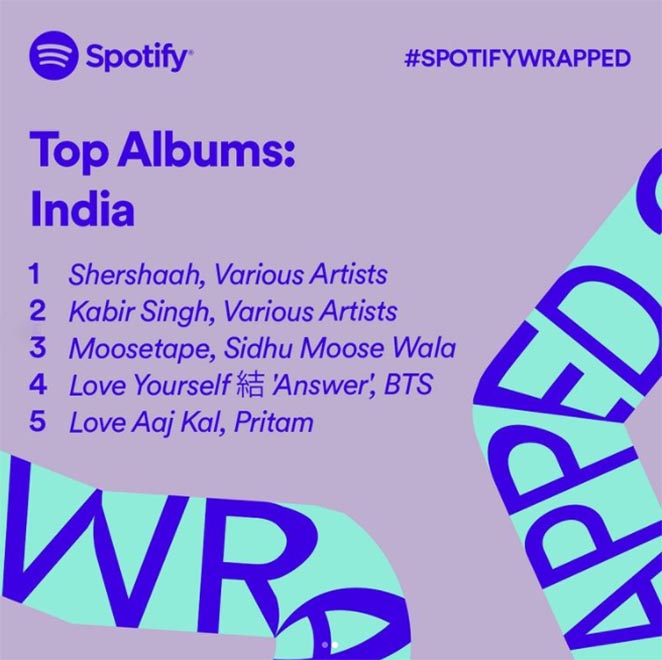 Spotify®
#SPOTIFYWRAPPED
Top Albums:
India
1 Shershaah, Various Artists
2 Kabir Singh, Various Artists
3 Moosetape, Sidhu Moose Wala
4 Love Yourself 結 'Answer', BTS
5 Love Aaj Kal, Pritam
WRA
APPED